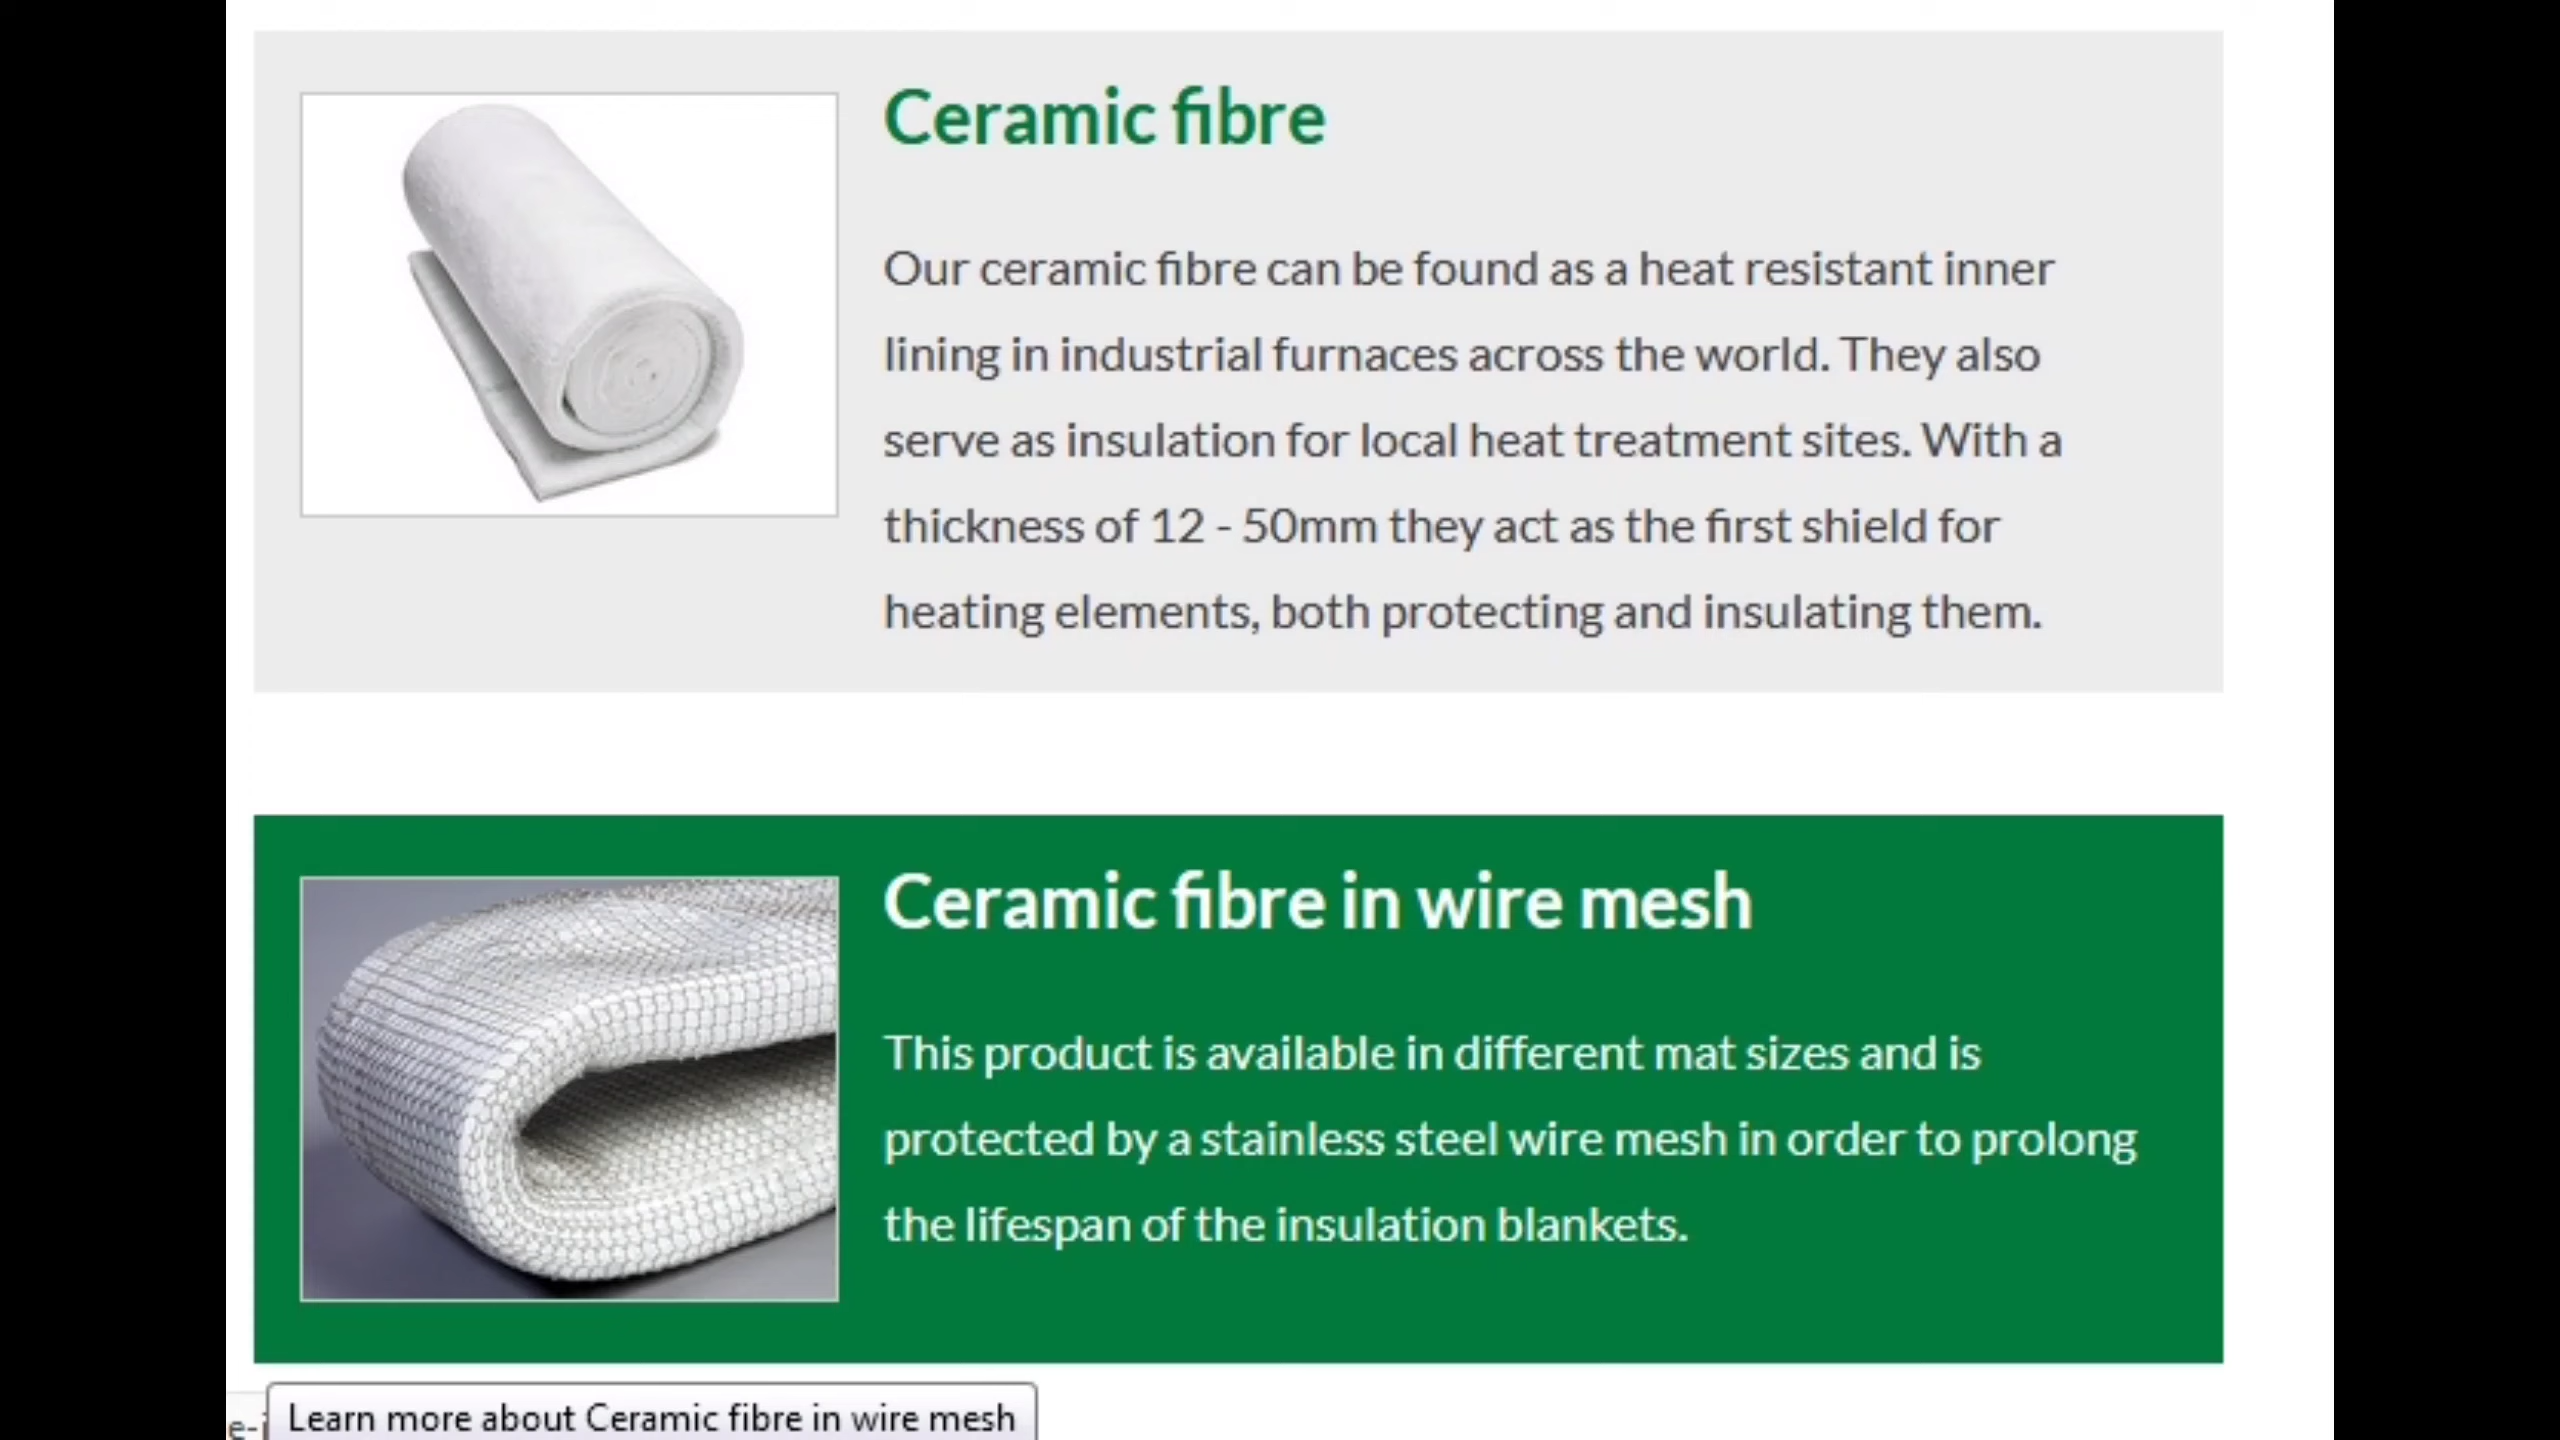 Ceramic fibre
Our ceramic fibre can be found as a heat resistant inner
lining in industrial furnaces across the world. They also
serve as insulation for local heat treatment sites. With a
thickness of 12 - 50mm they act as the first shield for
heating elements, both protecting and insulating them.
Ceramic fibre in wire mesh
This product is available in different mat sizes and is
protected by a stainless steel wire mesh in order to prolong
the lifespan of the insulation blankets.
Learn more about Ceramic fibre in wire mesh